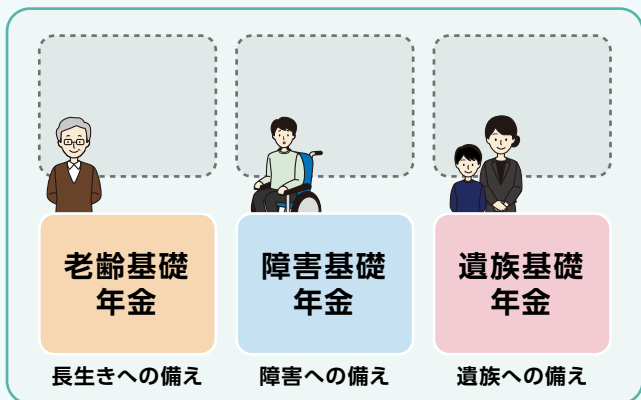 老齢基礎
年金
障害基礎
年金
遺族基礎
年金
長生きへの備え
障害への備え
遺族への備え